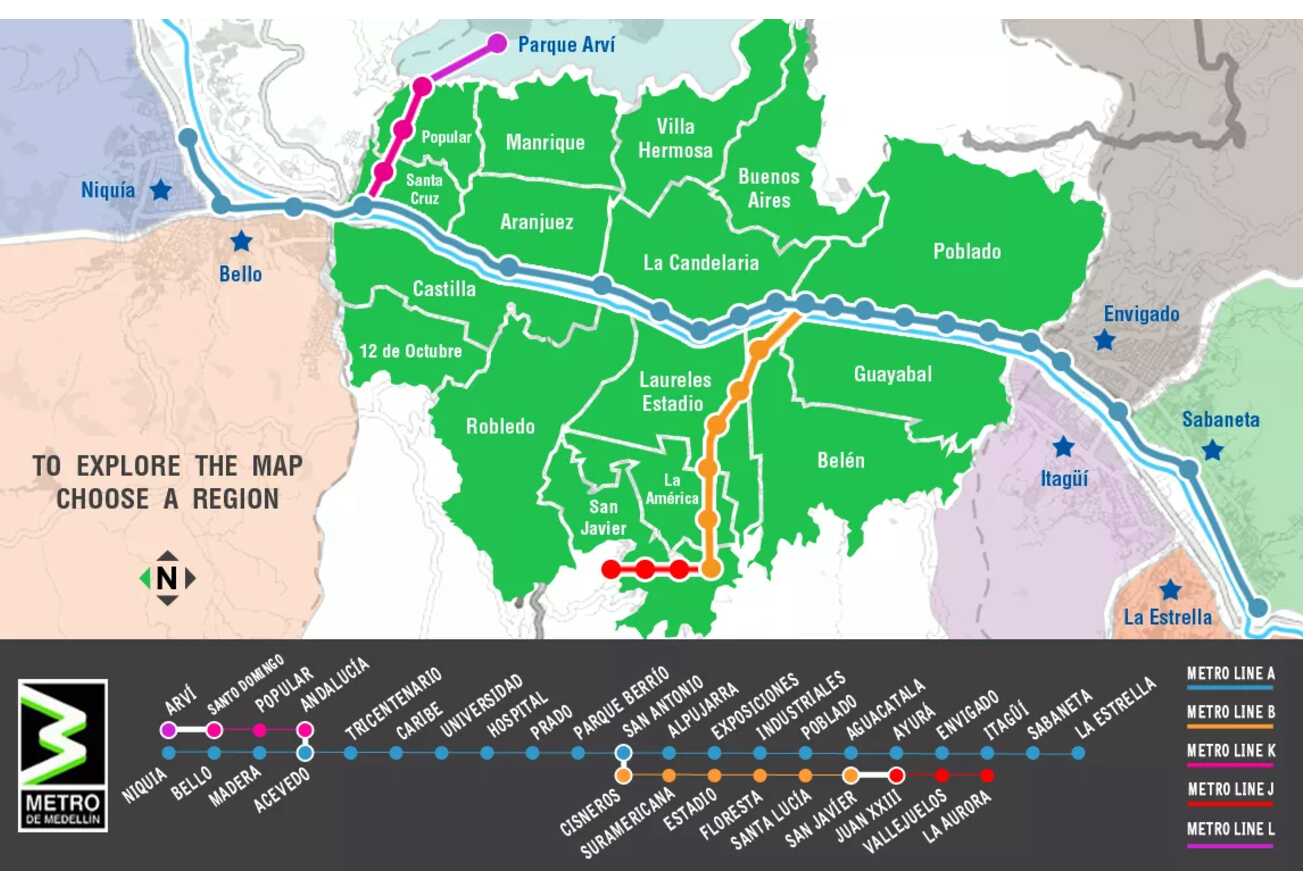 Parque Arví
Popular
Manrique
Villa
Hermosa
Santa
Cruz
Buenos
Aires
Niquía
Aranjuez
La Candelaria
Poblado
Bello
Castilla
Envigado
12 de Octubre
Laureles
Estadio
Guayabal
Robledo
Sabaneta
TO EXPLORE THE MAP
CHOOSE A REGION
La
América
Belén
Itagüí
San
Javier
N
La Estrella
METRO
DE MEDELLÍN
ARVÍ
SANTO DOMINGO
POPULAR
ANDALUCÍA
TRICENTENARIO
CARIBE
UNIVERSIDAD
HOSPITAL
PRADO
PARQUE BERRÍO
SAN ANTONIO
ALPUJARRA
EXPOSICIONES
INDUSTRIALES
POBLADO
AGUACATALA
AYURÁ
ENVIGADO
ITAGÜÍ
SABANETA
LA ESTRELLA
NIQUIA
BELLO
MADERA
ACEVEDO
CISNEROS
SURAMERICANA
ESTADIO
FLORESTA
SANTA LUCÍA
SAN JAVÍER
JUAN XXIII
VALLEJUELOS
LA AURORA
METRO LINE A
METRO LINE B
METRO LINE K
METRO LINE J
METRO LINE L